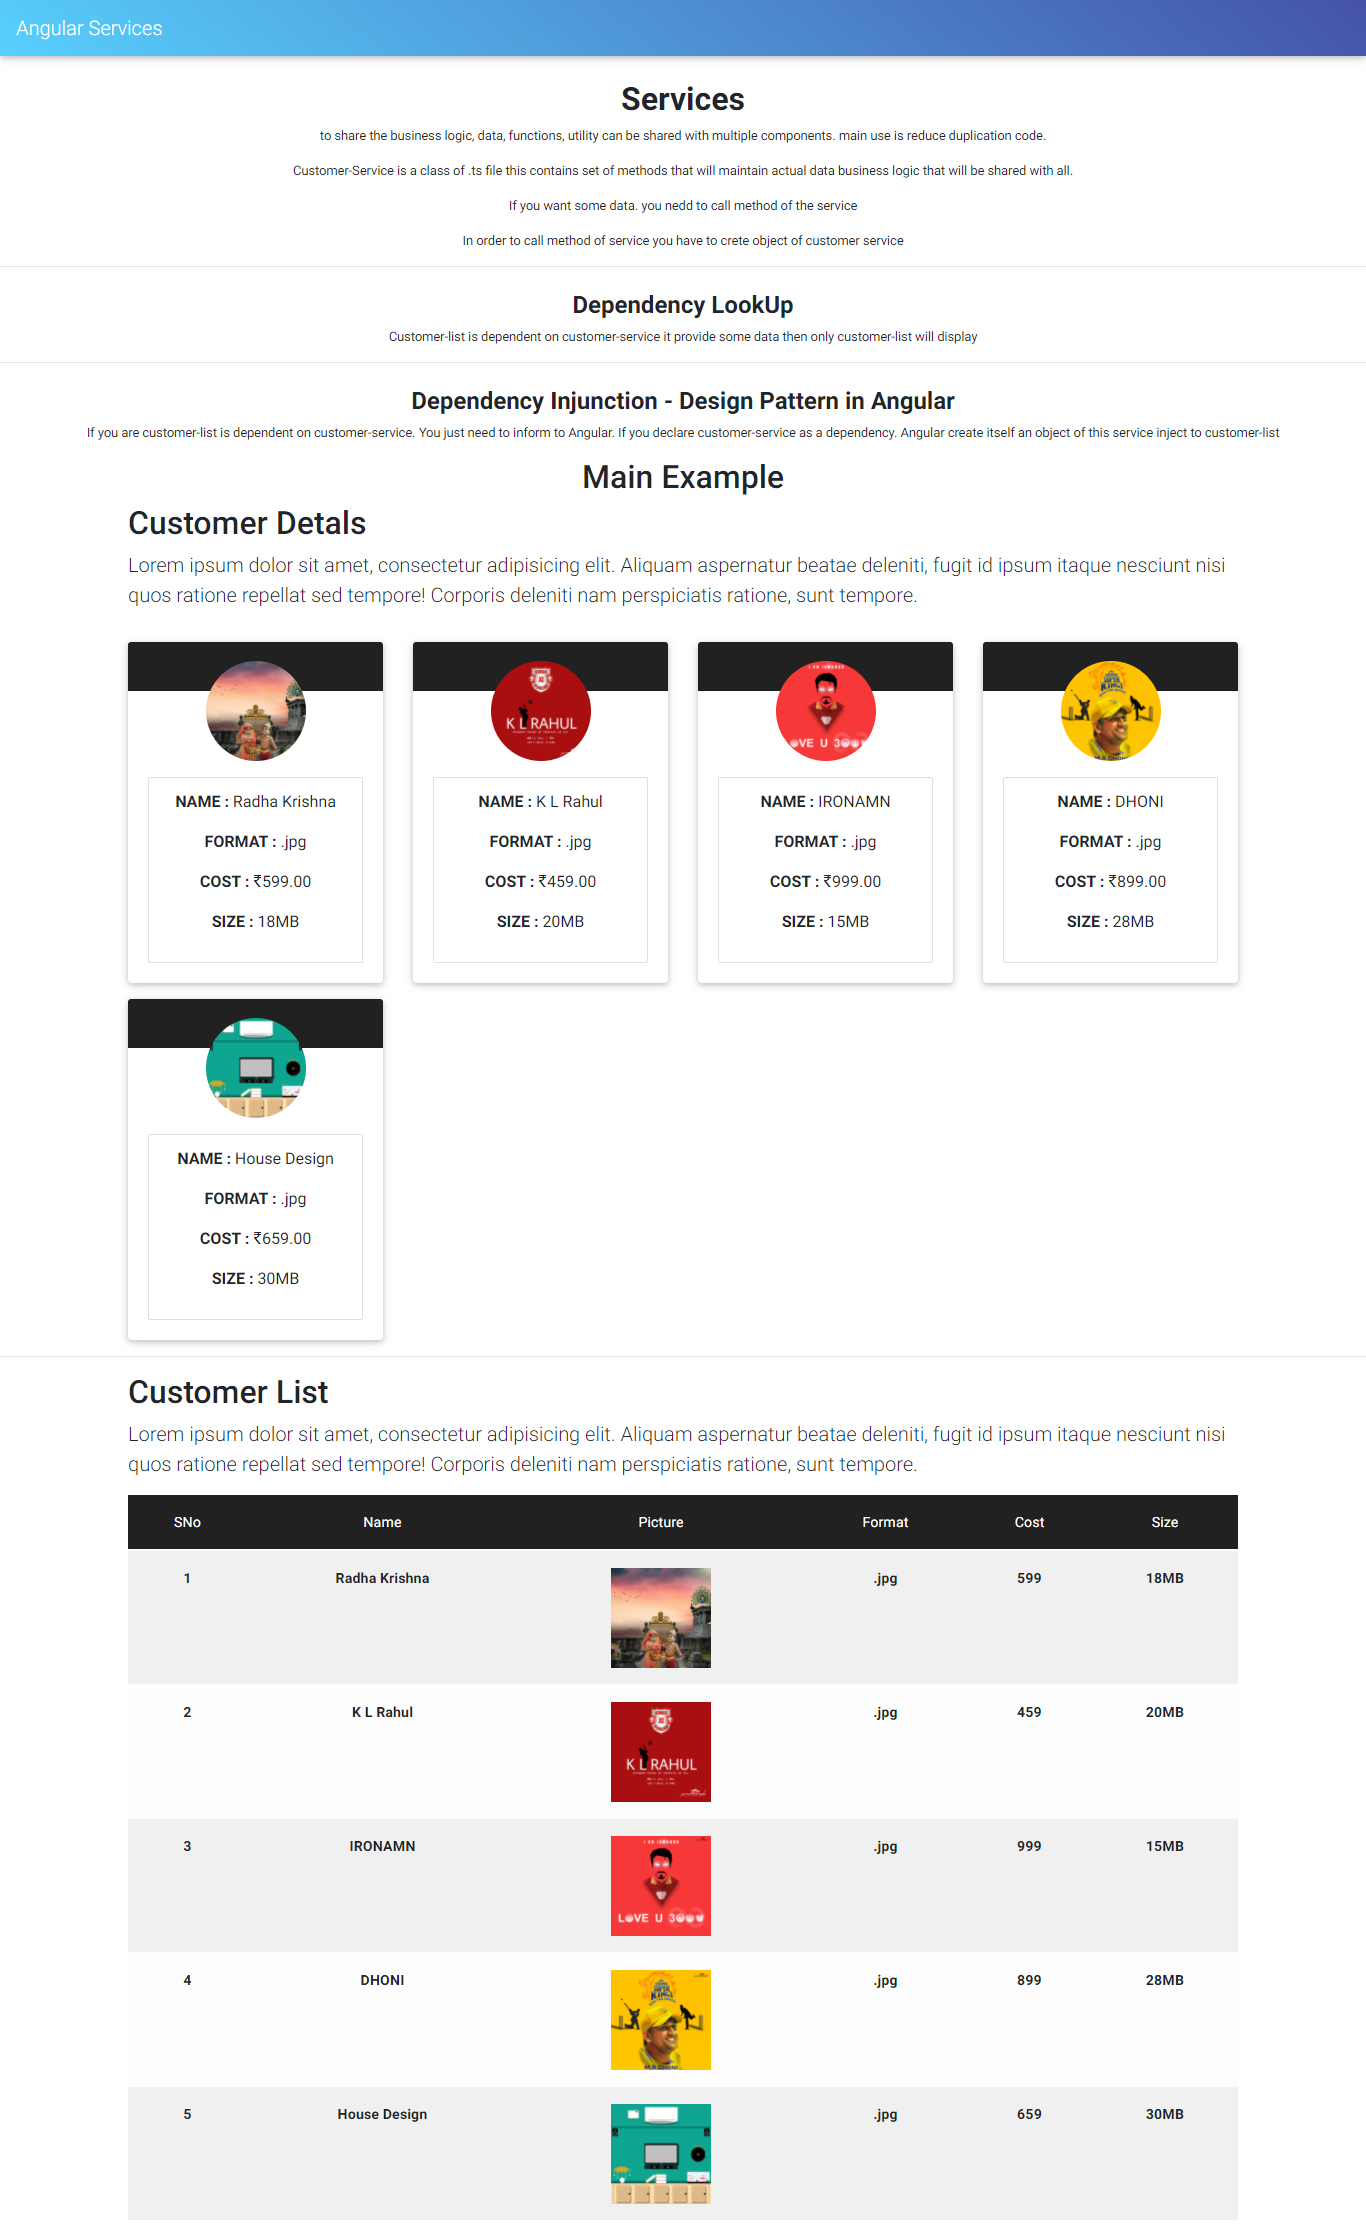 Angular Services
Services
to share the business logic, data, functions, utility can be shared with multiple components. main use is reduce duplication code.
Customer-Service is a class of .ts file this contains set of methods that will maintain actual data business logic that will be shared with all.
If you want some data. you nedd to call method of the service
In order to call method of service you have to crete object of customer service
Dependency LookUp
Customer-list is dependent on customer-service it provide some data then only customer-list will display
Dependency Injunction - Design Pattern in Angular
If you are customer-list is dependent on customer-service. You just need to inform to Angular. If you declare customer-service as a dependency. Angular create itself an object of this service inject to customer-list
Main Example
Customer Detals
Lorem ipsum dolor sit amet, consectetur adipisicing elit. Aliquam aspernatur beatae deleniti, fugit id ipsum itaque nesciunt nisi
quos ratione repellat sed tempore! Corporis deleniti nam perspiciatis ratione, sunt tempore.
K L RAHUL
NAME : Radha Krishna
FORMAT : .jpg
COST : ₹599.00
SIZE : 18MB
NAME : K L Rahul
FORMAT : .jpg
COST : ₹459.00
SIZE : 20MB
NAME : IRONAMN
FORMAT : .jpg
COST : ₹999.00
SIZE : 15MB
NAME : DHONI
FORMAT : .jpg
COST : ₹899.00
SIZE : 28MB
NAME : House Design
FORMAT : .jpg
COST : ₹659.00
SIZE : 30MB
Customer List
Lorem ipsum dolor sit amet, consectetur adipisicing elit. Aliquam aspernatur beatae deleniti, fugit id ipsum itaque nesciunt nisi
quos ratione repellat sed tempore! Corporis deleniti nam perspiciatis ratione, sunt tempore.
SNo Name Picture Format Cost Size
1 Radha Krishna .jpg 599 18MB
2 K L Rahul .jpg 459 20MB
K L RAHUL
3 IRONAMN .jpg 999 15MB
LOVE U 3000
4 DHONI .jpg 899 28MB
M.S DHONI
5 House Design .jpg 659 30MB